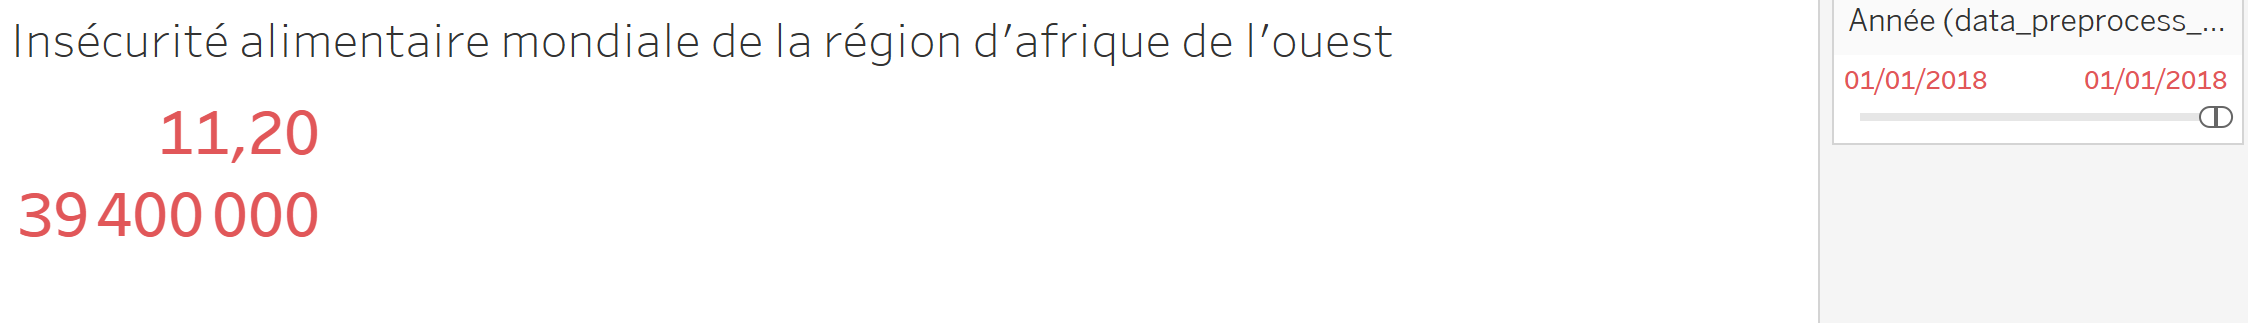 Insécurité alimentaire mondiale de la région d’afrique de l’ouest
11,20
39 400 000
Année (data_preprocess_...
01/01/2018 01/01/2018